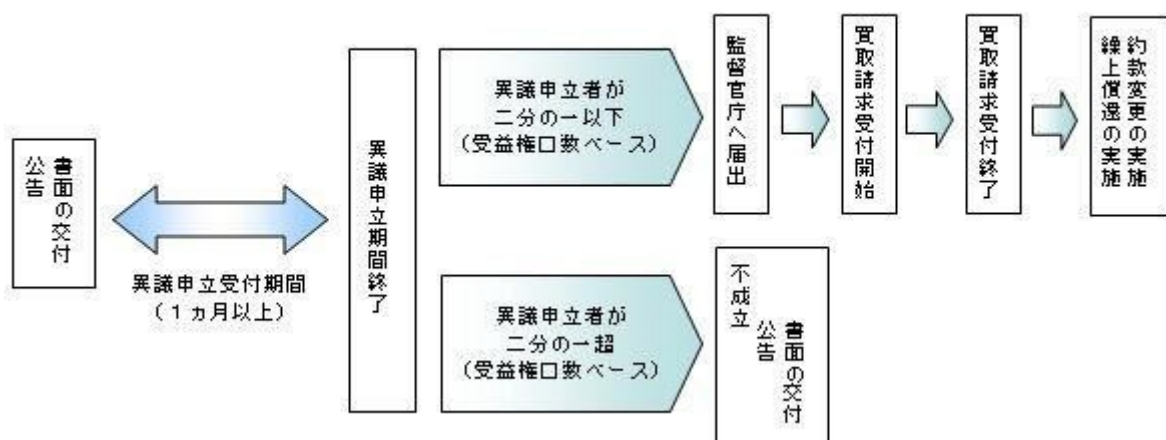 公告
書面の交付
異議申立受付期間
（１ヵ月以上）
異議申立期間終了
異議申立者が
二分の一以下
（受益権口数ベース）
監督官庁へ届出
買取請求受付開始
買取請求受付終了
約款変更の実施
繰上償還の実施
異議申立者が
二分の一超
（受益権口数ベース）
不成立
公告
書面の交付